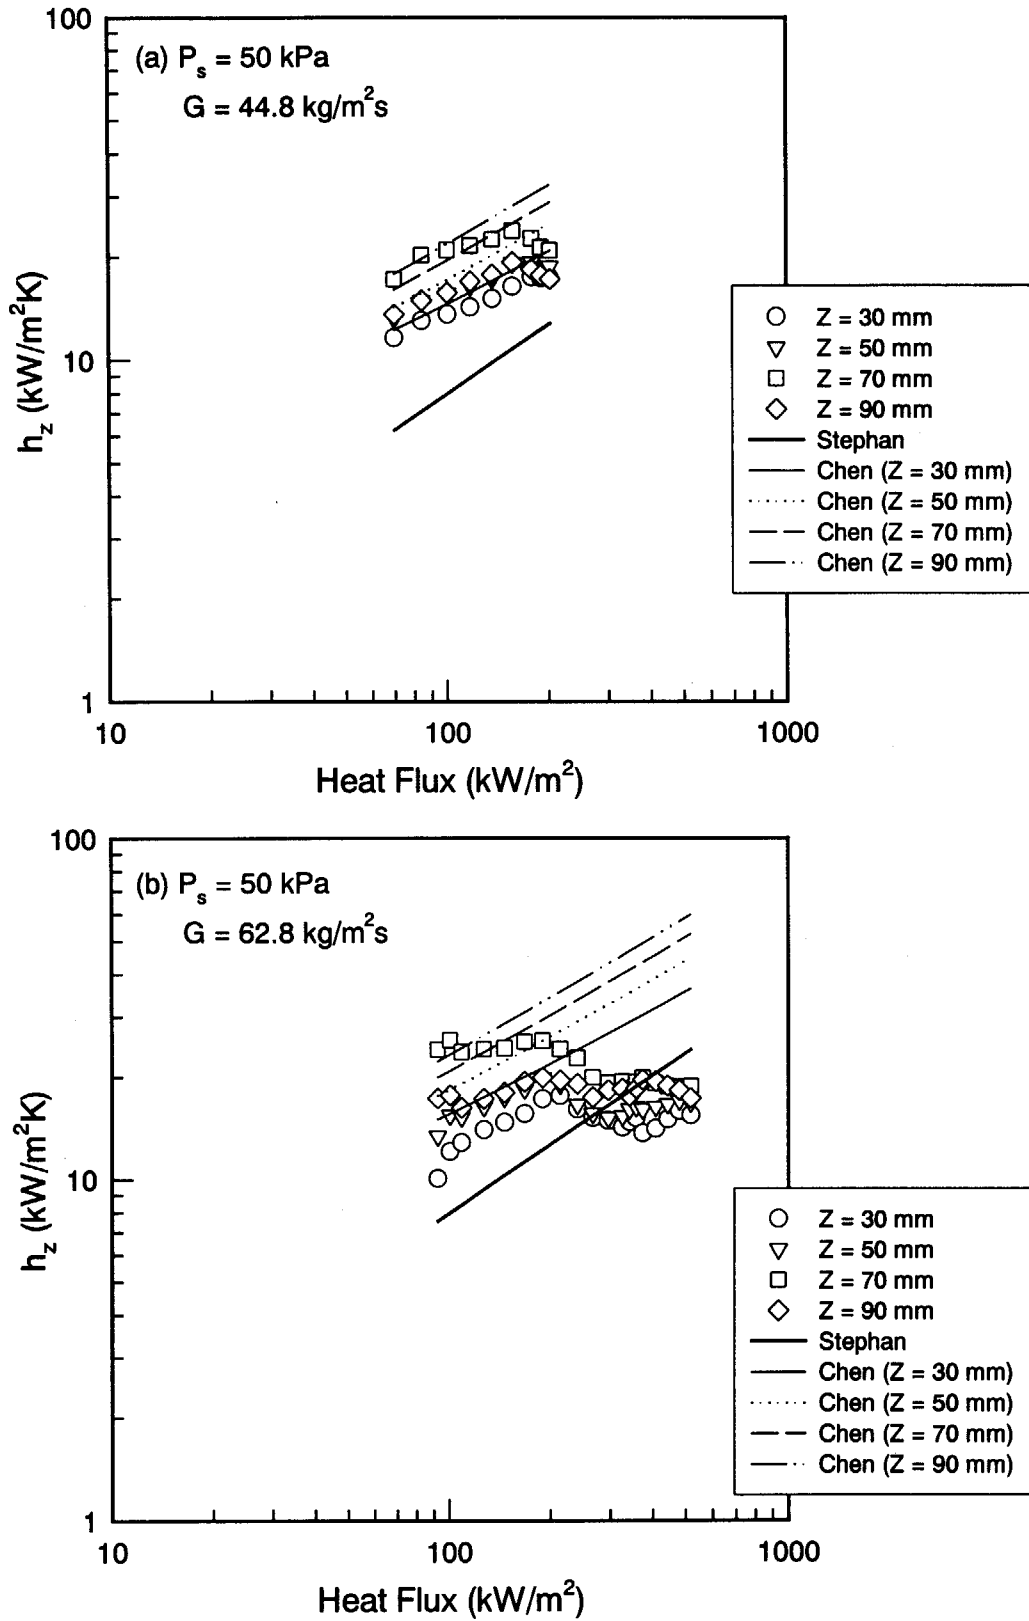 100
(a) Pₛ = 50 kPa
G = 44.8 kg/m²s
10
1
h_z (kW/m²K)
10
100
1000
Heat Flux (kW/m²)
Z = 30 mm
Z = 50 mm
Z = 70 mm
Z = 90 mm
Stephan
Chen (Z = 30 mm)
Chen (Z = 50 mm)
Chen (Z = 70 mm)
Chen (Z = 90 mm)
100
(b) Pₛ = 50 kPa
G = 62.8 kg/m²s
10
1
h_z (kW/m²K)
10
100
1000
Heat Flux (kW/m²)
Z = 30 mm
Z = 50 mm
Z = 70 mm
Z = 90 mm
Stephan
Chen (Z = 30 mm)
Chen (Z = 50 mm)
Chen (Z = 70 mm)
Chen (Z = 90 mm)